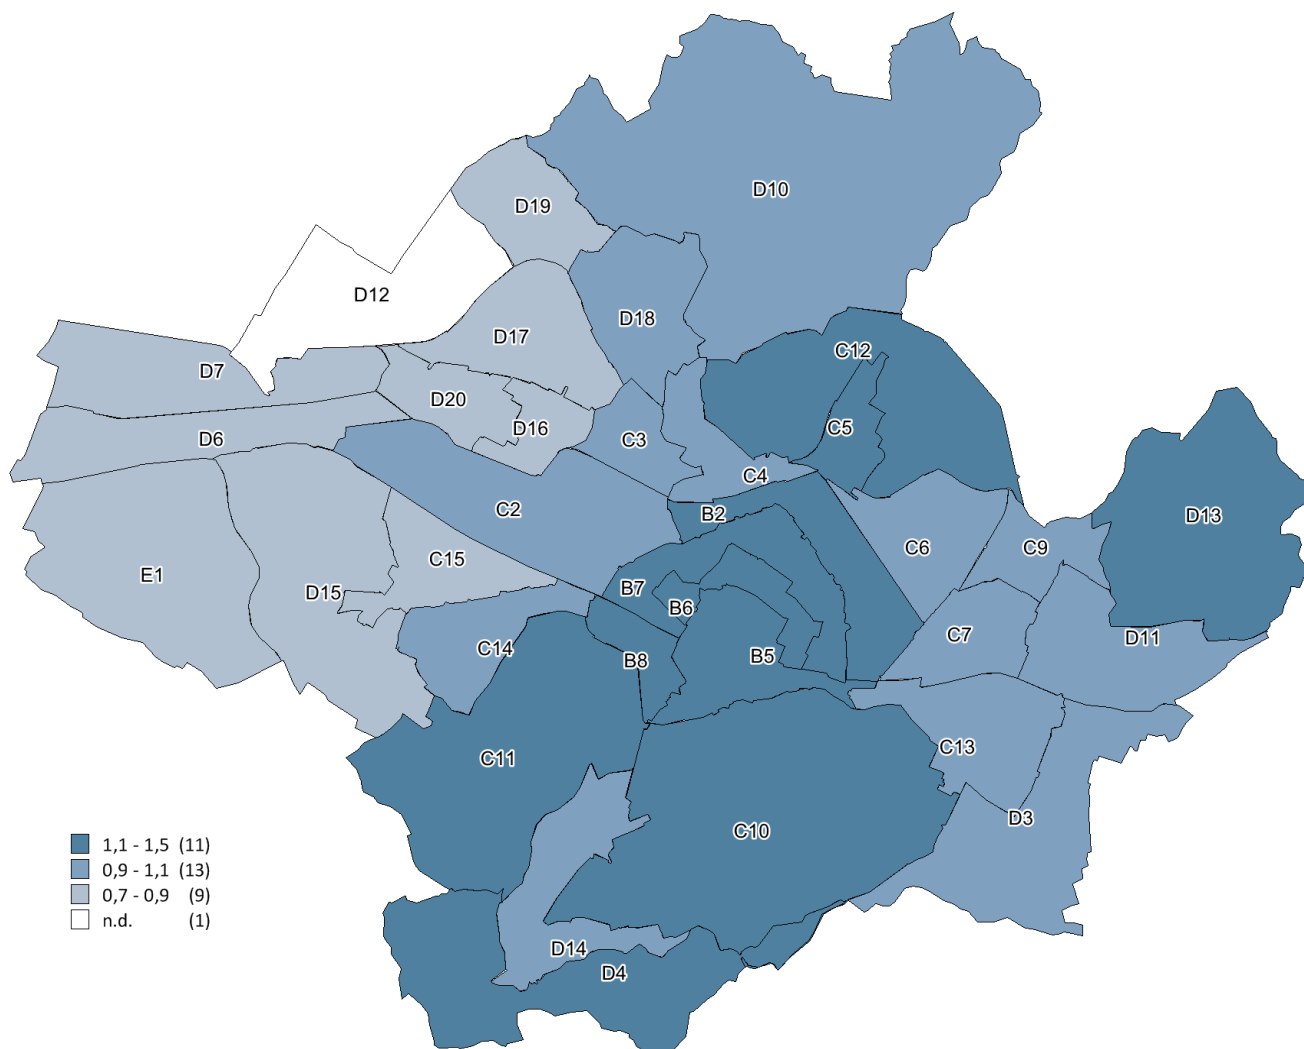 D10
D19
D12
D18
D17
C12
D7
D20
C5
D16
D6
C3
C4
C2
B2
D13
C6
C9
C15
E1
B7
D15
B6
C7
D11
C14
B8
B5
C13
C11
D3
C10
1,1 - 1,5 (11)
0,9 - 1,1 (13)
0,7 - 0,9 (9)
n.d. (1)
D14
D4